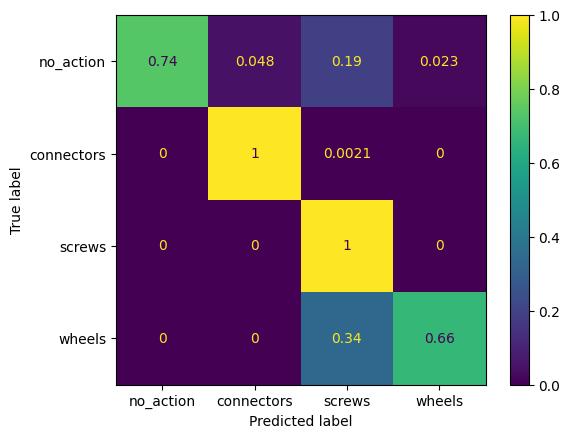 no_action 0.74 0.048 0.19 0.023
connectors 0 1 0.0021 0
screws 0 0 1 0
wheels 0 0 0.34 0.66
no_action connectors screws wheels
Predicted label
True label
1.0
0.8
0.6
0.4
0.2
0.0